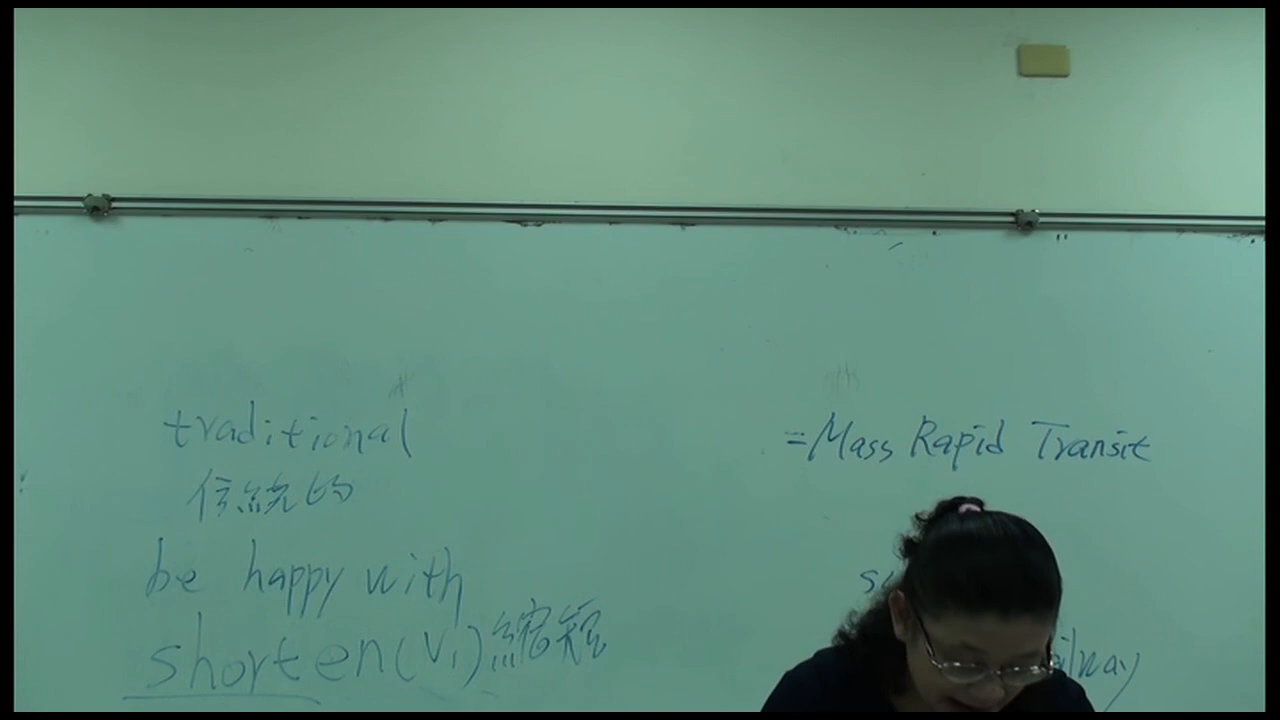 traditional
傳統的
be happy with
shorten(v.)縮短
=Mass Rapid Transit